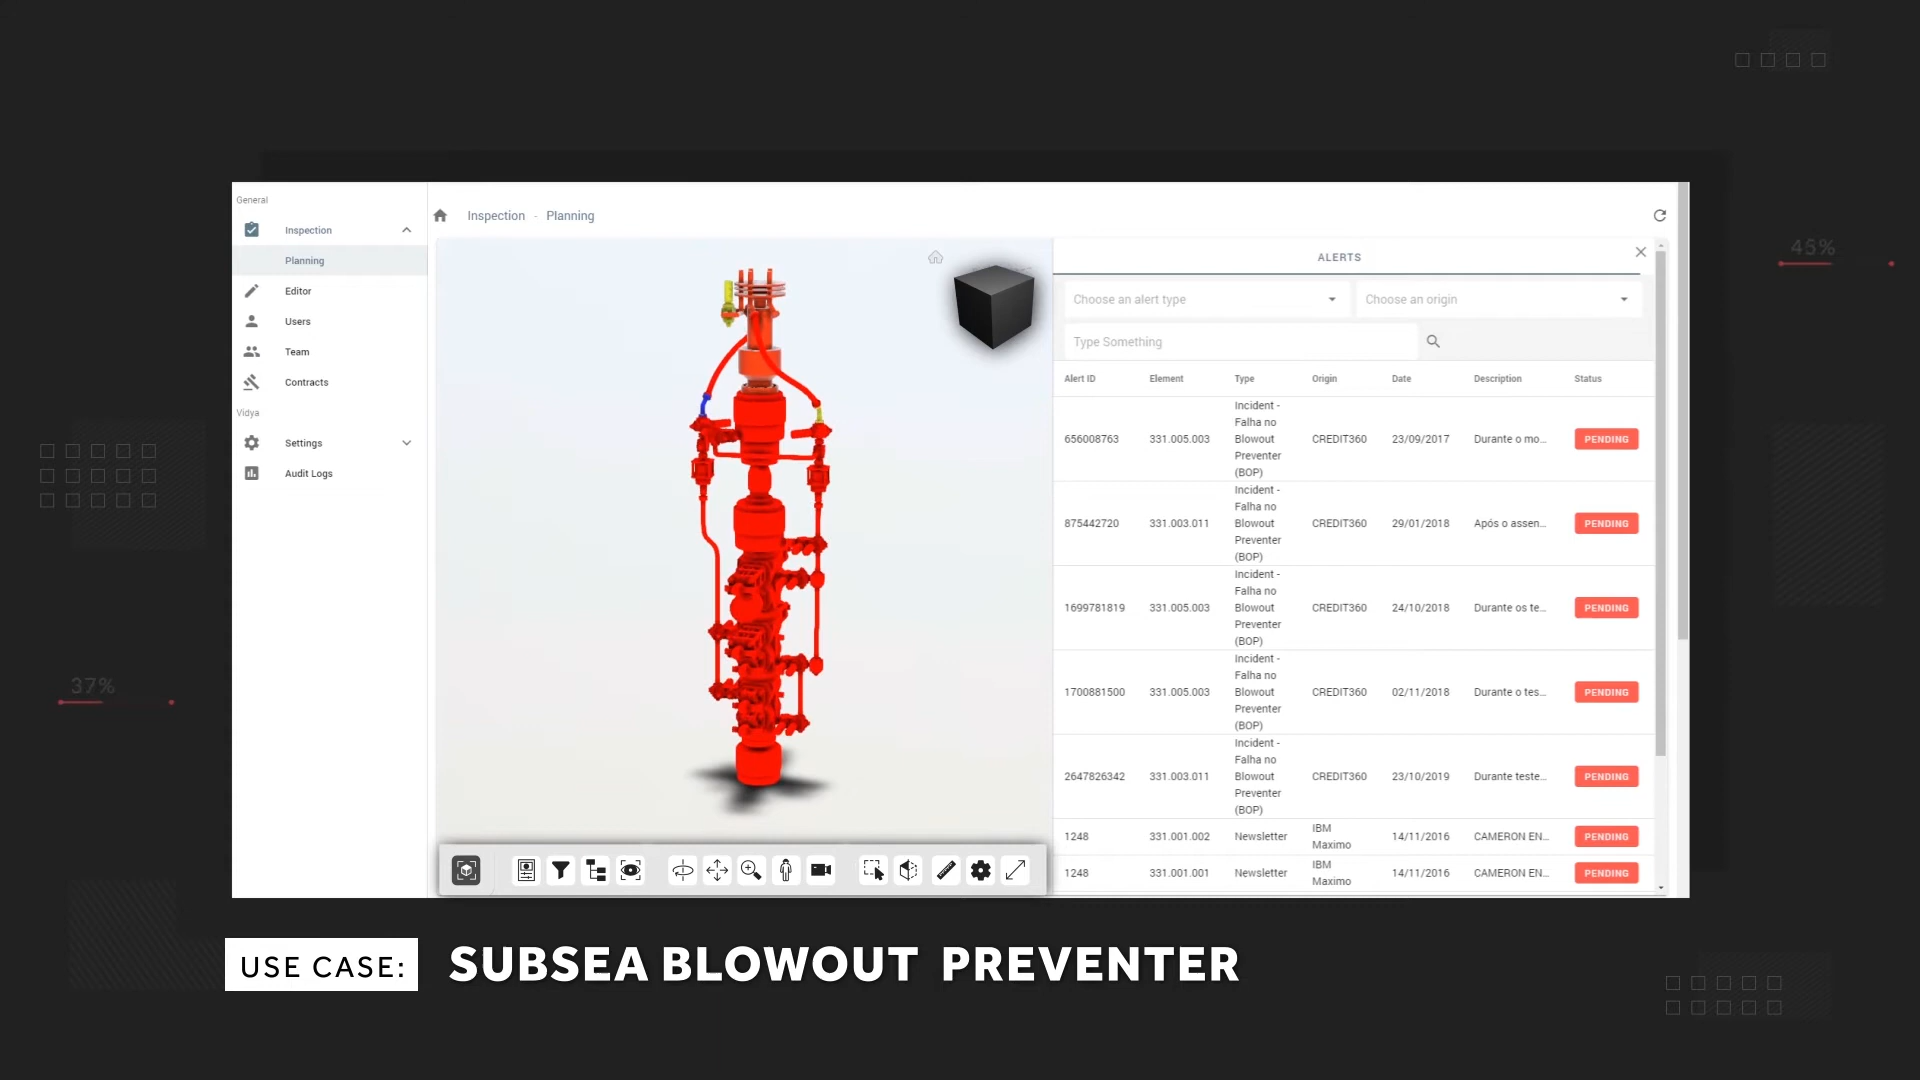 45%
37%
General
Inspection
Planning
Editor
Users
Team
Contracts
Vidya
Settings
Audit Logs
Inspection - Planning
ALERTS
Choose an alert type
Choose an origin
Type Something
Alert ID Element Type Origin Date Description Status
656008763 331.005.003 Incident - CREDIT360 23/09/2017 Durante o mo... PENDING
Falha no
Blowout
Preventer
(BOP)
875442720 331.003.011 Incident - CREDIT360 29/01/2018 Após o assen... PENDING
Falha no
Blowout
Preventer
(BOP)
1699781819 331.005.003 Incident - CREDIT360 24/10/2018 Durante os te... PENDING
Falha no
Blowout
Preventer
(BOP)
1700881500 331.005.003 Incident - CREDIT360 02/11/2018 Durante o tes... PENDING
Falha no
Blowout
Preventer
(BOP)
2647826342 331.003.011 Incident - CREDIT360 23/10/2019 Durante teste... PENDING
Falha no
Blowout
Preventer
(BOP)
1248 331.001.002 Newsletter IBM 14/11/2016 CAMERON EN... PENDING
Maximo
1248 331.001.001 Newsletter IBM 14/11/2016 CAMERON EN... PENDING
Maximo
USE CASE: SUBSEA BLOWOUT PREVENTER